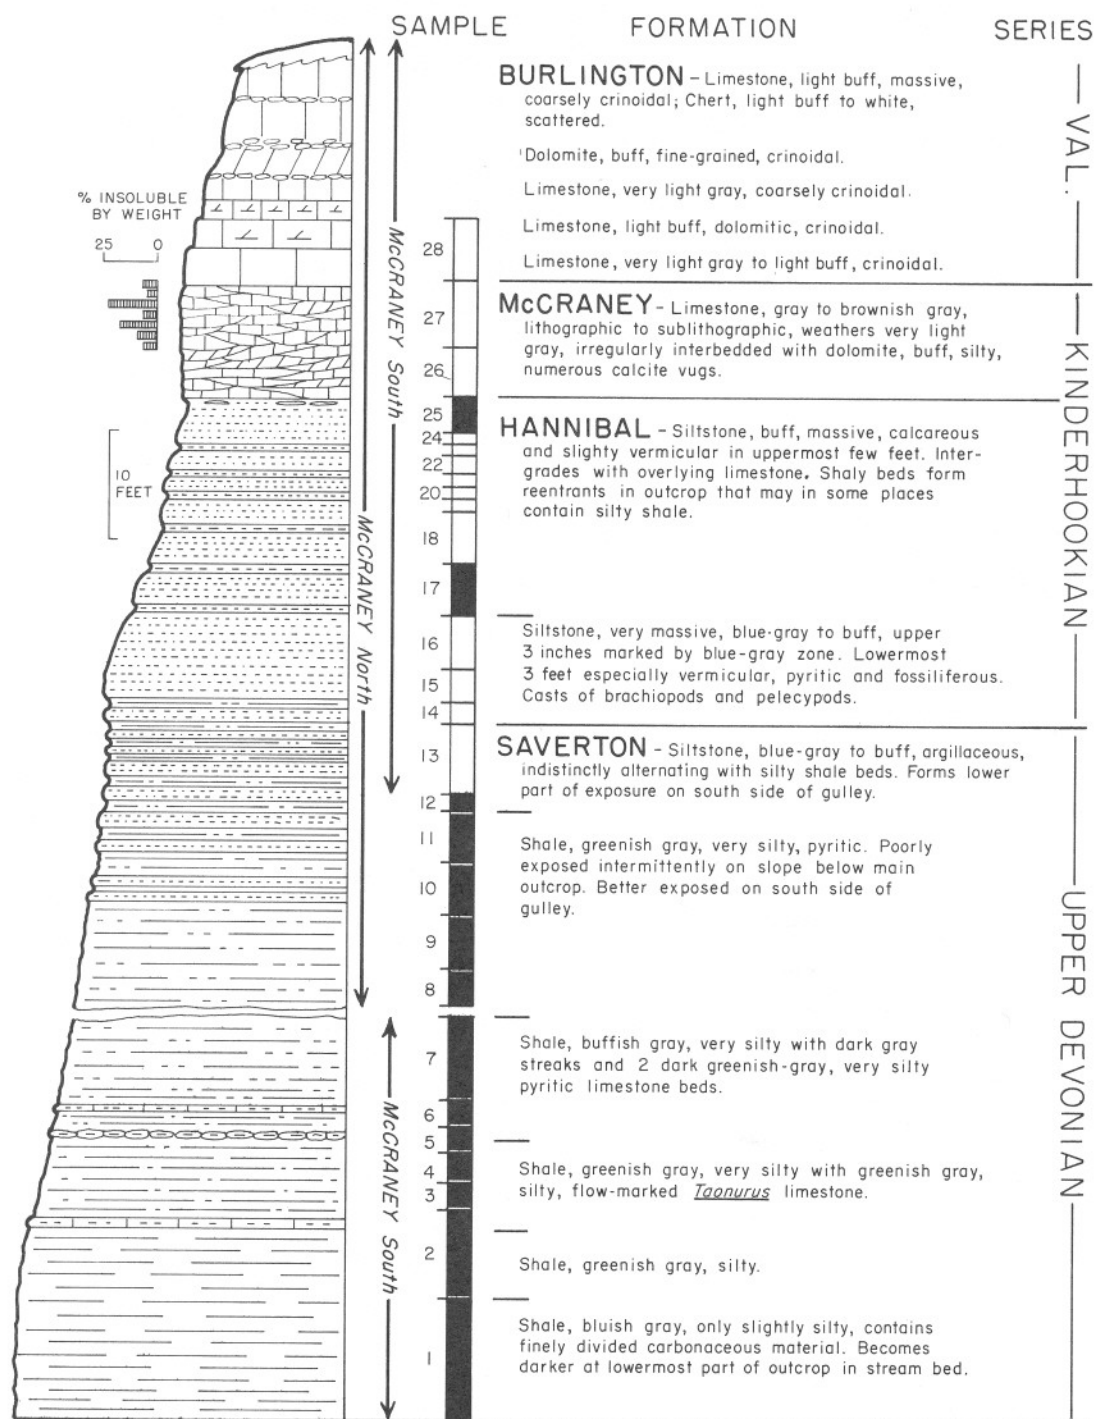 SAMPLE FORMATION SERIES
BURLINGTON – Limestone, light buff, massive,
coarsely crinoidal; Chert, light buff to white,
scattered.
Dolomite, buff, fine-grained, crinoidal.
Limestone, very light gray, coarsely crinoidal.
Limestone, light buff, dolomitic, crinoidal.
Limestone, very light gray to light buff, crinoidal.
VAL.
% INSOLUBLE
BY WEIGHT
25 0
McCRANEY – Limestone, gray to brownish gray,
lithographic to sublithographic, weathers very light
gray, irregularly interbedded with dolomite, buff, silty,
numerous calcite vugs.
HANNIBAL – Siltstone, buff, massive, calcareous
and slighty vermicular in uppermost few feet. Inter-
grades with overlying limestone. Shaly beds form
reentrants in outcrop that may in some places
contain silty shale.
Siltstone, very massive, blue-gray to buff, upper
3 inches marked by blue-gray zone. Lowermost
3 feet especially vermicular, pyritic and fossiliferous.
Casts of brachiopods and pelecypods.
KINDERHOOKIAN
10
FEET
McCRANEY South
McCRANEY North
28
27
26
25
24
22
20
18
17
16
15
14
13
12
11
10
9
8
SAVERTON – Siltstone, blue-gray to buff, argillaceous,
indistinctly alternating with silty shale beds. Forms lower
part of exposure on south side of gulley.
Shale, greenish gray, very silty, pyritic. Poorly
exposed intermittently on slope below main
outcrop. Better exposed on south side of
gulley.
McCRANEY South
7
6
5
4
3
2
1
Shale, buffish gray, very silty with dark gray
streaks and 2 dark greenish-gray, very silty
pyritic limestone beds.
Shale, greenish gray, very silty with greenish gray,
silty, flow-marked Taonurus limestone.
Shale, greenish gray, silty.
Shale, bluish gray, only slightly silty, contains
finely divided carbonaceous material. Becomes
darker at lowermost part of outcrop in stream bed.
UPPER DEVONIAN